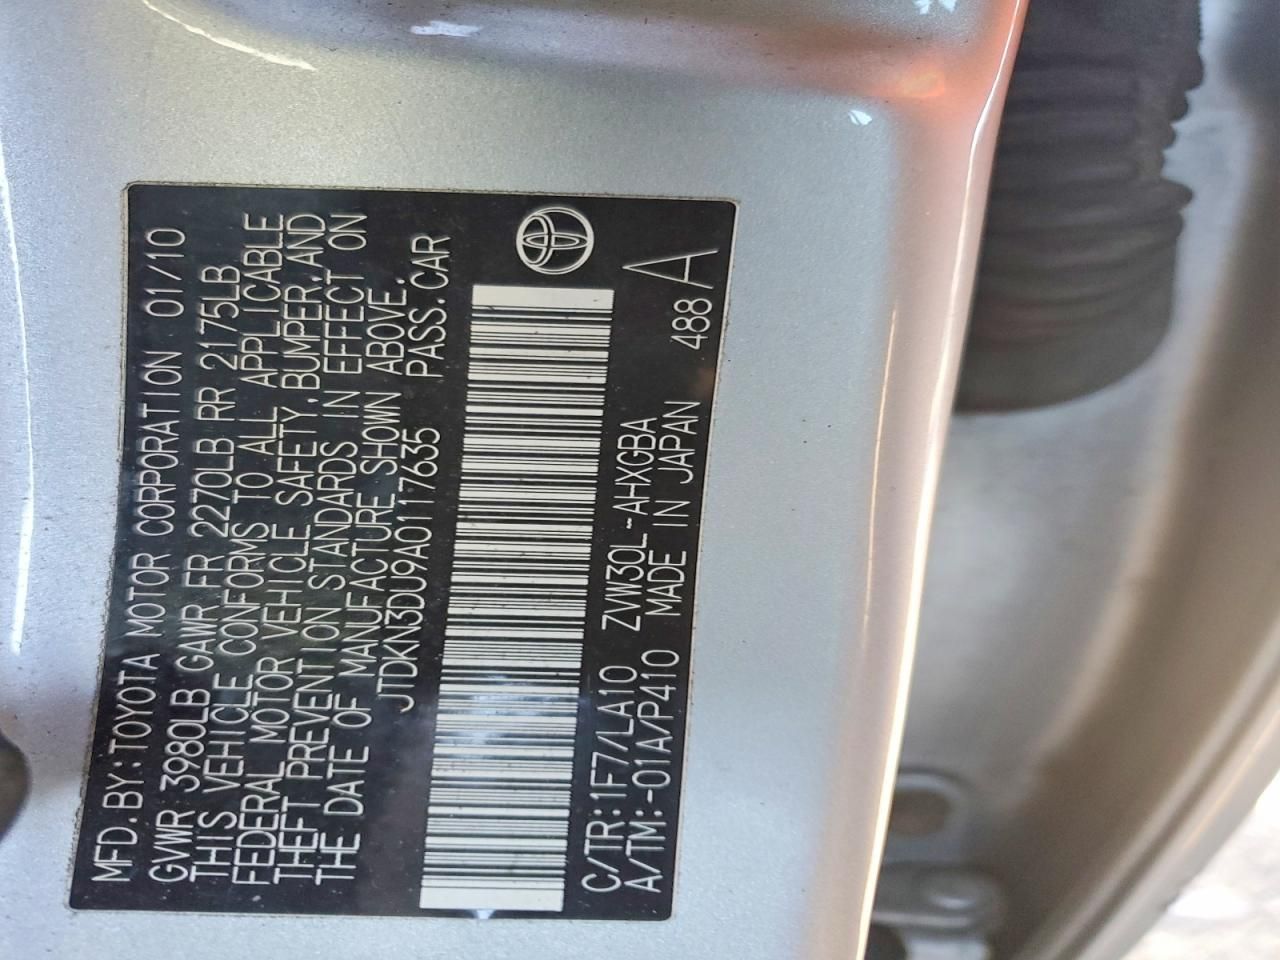 MFD.BY:TOYOTA MOTOR CORPORATION 01/10
GVWR 3980LB GAWR FR 2270LB RR 2175LB
THIS VEHICLE CONFORMS TO ALL APPLICABLE
FEDERAL MOTOR VEHICLE SAFETY,BUMPER,AND
THEFT PREVENTION STANDARDS IN EFFECT ON
THE DATE OF MANUFACTURE SHOWN ABOVE.
JTDKN3DU9A0117635 PASS.CAR
C/TR:1F7/LA10 ZVW30L-AHXGBA 488A
A/TM:-01A/P410 MADE IN JAPAN